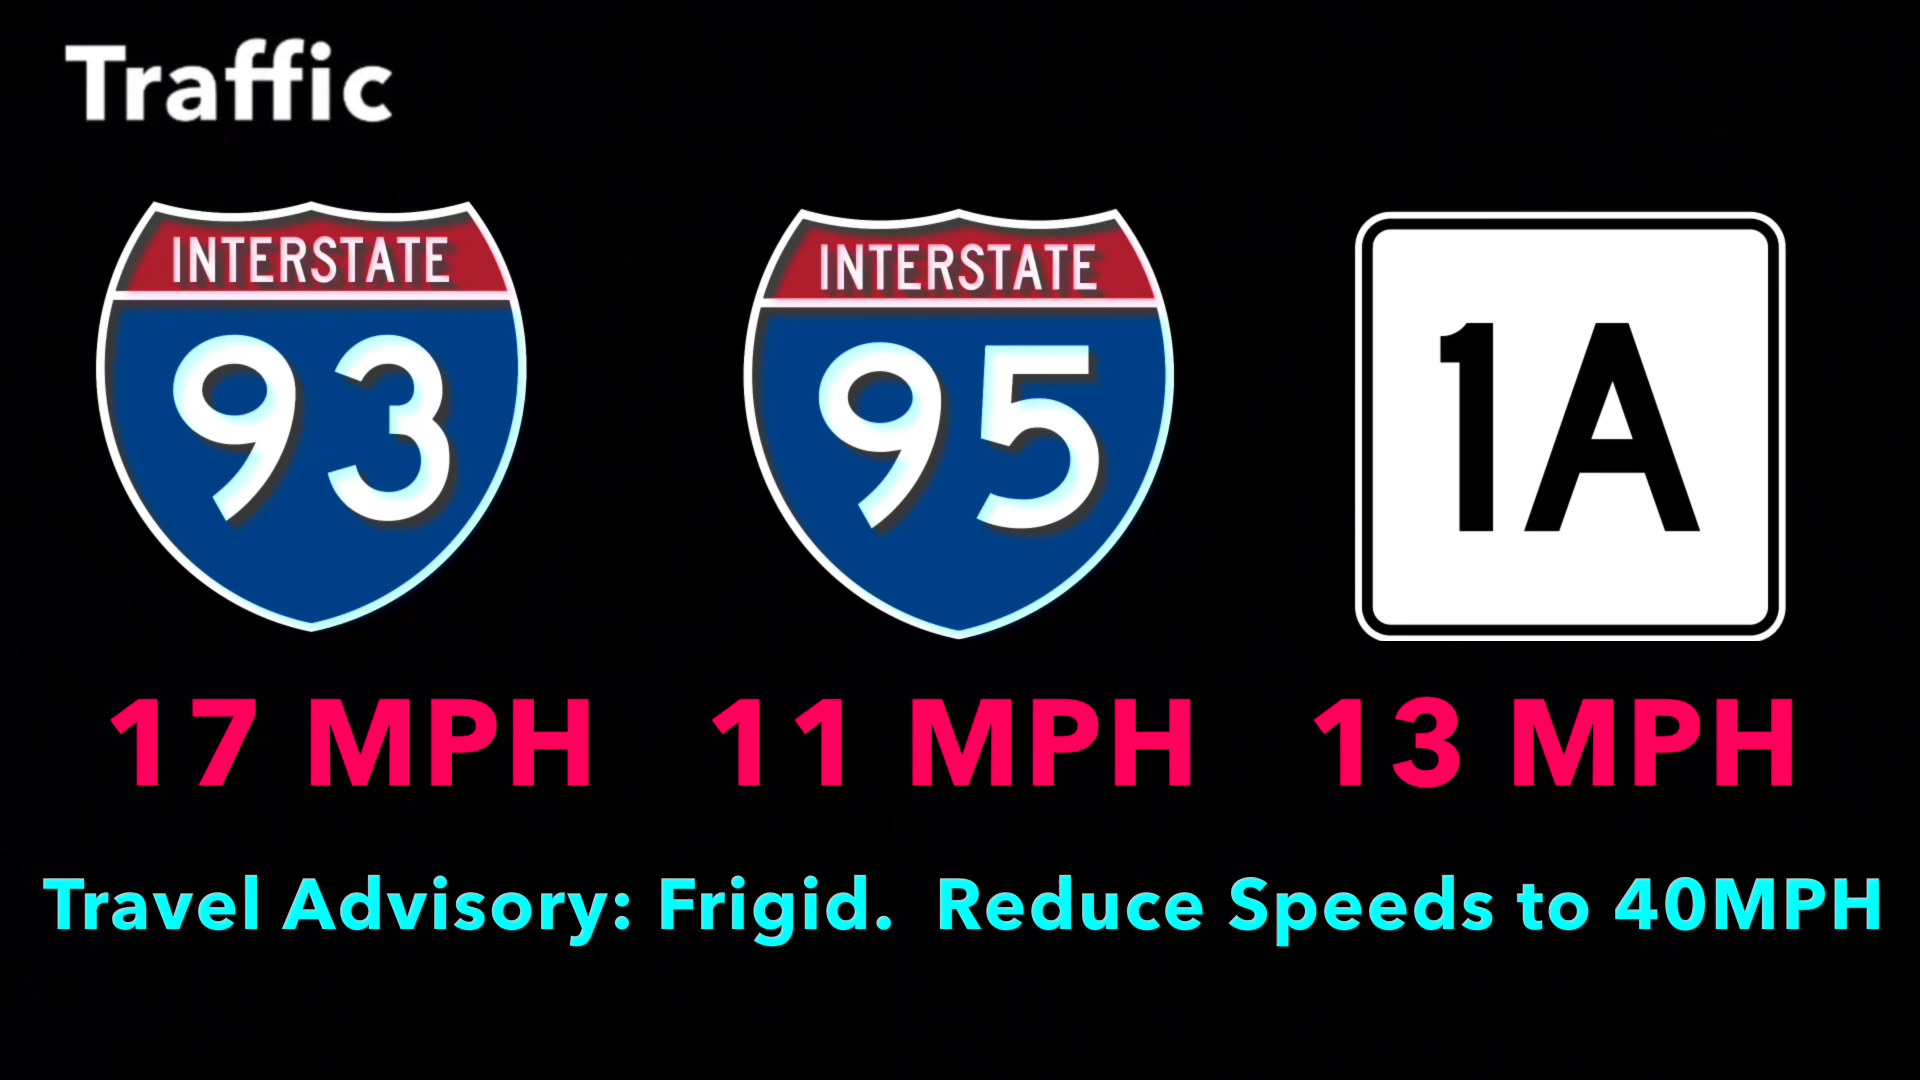 Traffic
INTERSTATE
93
INTERSTATE
95
1A
17 MPH
11 MPH
13 MPH
Travel Advisory: Frigid.  Reduce Speeds to 40MPH